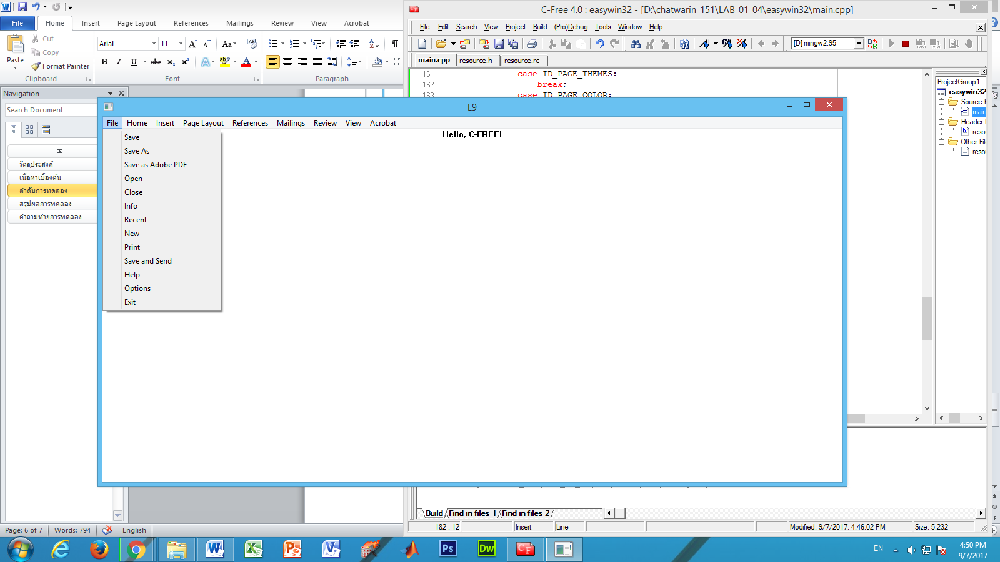 File Home Insert Page Layout References Mailings Review View Acrobat
Paste
Cut
Copy
Format Painter
Clipboard
Arial 11
Font
Paragraph
Navigation
Search Document
วัตถุประสงค์
เนื้อหาเบื้องต้น
ลำดับการทดลอง
สรุปผลการทดลอง
คำถามท้ายการทดลอง
Page: 6 of 7 Words: 794 English
C-Free 4.0 : easywin32 - [D:\chatwarin_151\LAB_01_04\easywin32\main.cpp]
File Edit Search View Project Build (Pro)Debug Tools Window Help
[D] mingw2.95
main.cpp resource.h resource.rc
161 case ID_PAGE_THEMES:
162 break;
163 case ID_PAGE_COLOR:
ProjectGroup1
easywin32
Source F
main
Header F
resou
Other File
resou
L9
File Home Insert Page Layout References Mailings Review View Acrobat
Hello, C-FREE!
Save
Save As
Save as Adobe PDF
Open
Close
Info
Recent
New
Print
Save and Send
Help
Options
Exit
Build Find in files 1 Find in files 2
182 : 12 Insert Line Modified: 9/7/2017, 4:46:02 PM Size: 5,232
Ps Dw CF
EN
4:50 PM
9/7/2017